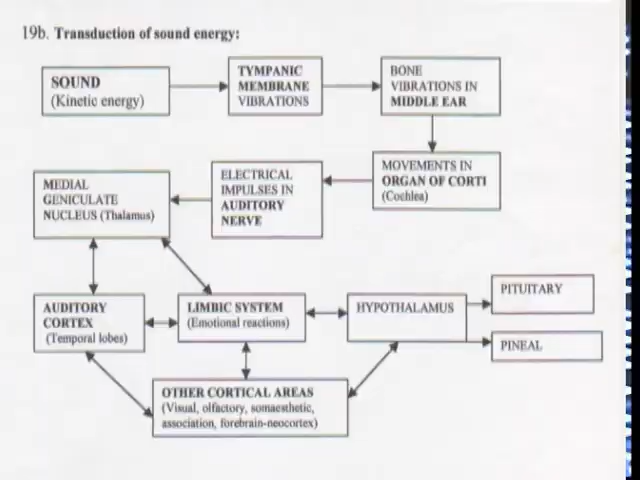 19b. Transduction of sound energy:
SOUND
(Kinetic energy)
TYMPANIC
MEMBRANE
VIBRATIONS
BONE
VIBRATIONS IN
MIDDLE EAR
MEDIAL
GENICULATE
NUCLEUS (Thalamus)
ELECTRICAL
IMPULSES IN
AUDITORY
NERVE
MOVEMENTS IN
ORGAN OF CORTI
(Cochlea)
AUDITORY
CORTEX
(Temporal lobes)
LIMBIC SYSTEM
(Emotional reactions)
HYPOTHALAMUS
PITUITARY
PINEAL
OTHER CORTICAL AREAS
(Visual, olfactory, somaesthetic,
association, forebrain-neocortex)